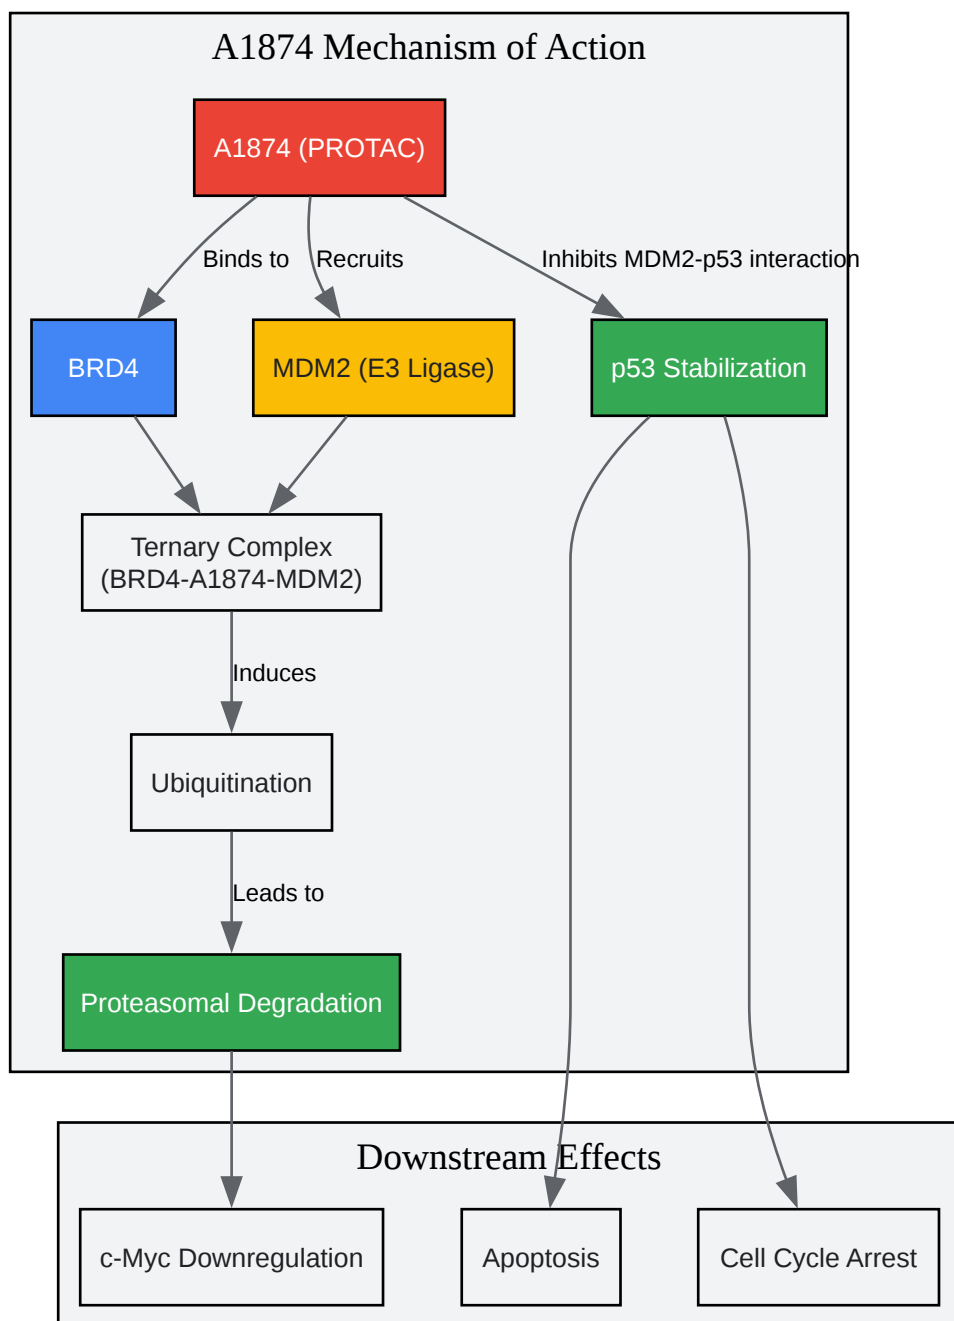 A1874 Mechanism of Action
A1874 (PROTAC)
Binds to
Recruits
Inhibits MDM2-p53 interaction
BRD4
MDM2 (E3 Ligase)
p53 Stabilization
Ternary Complex
(BRD4-A1874-MDM2)
Induces
Ubiquitination
Leads to
Proteasomal Degradation
Downstream Effects
c-Myc Downregulation
Apoptosis
Cell Cycle Arrest